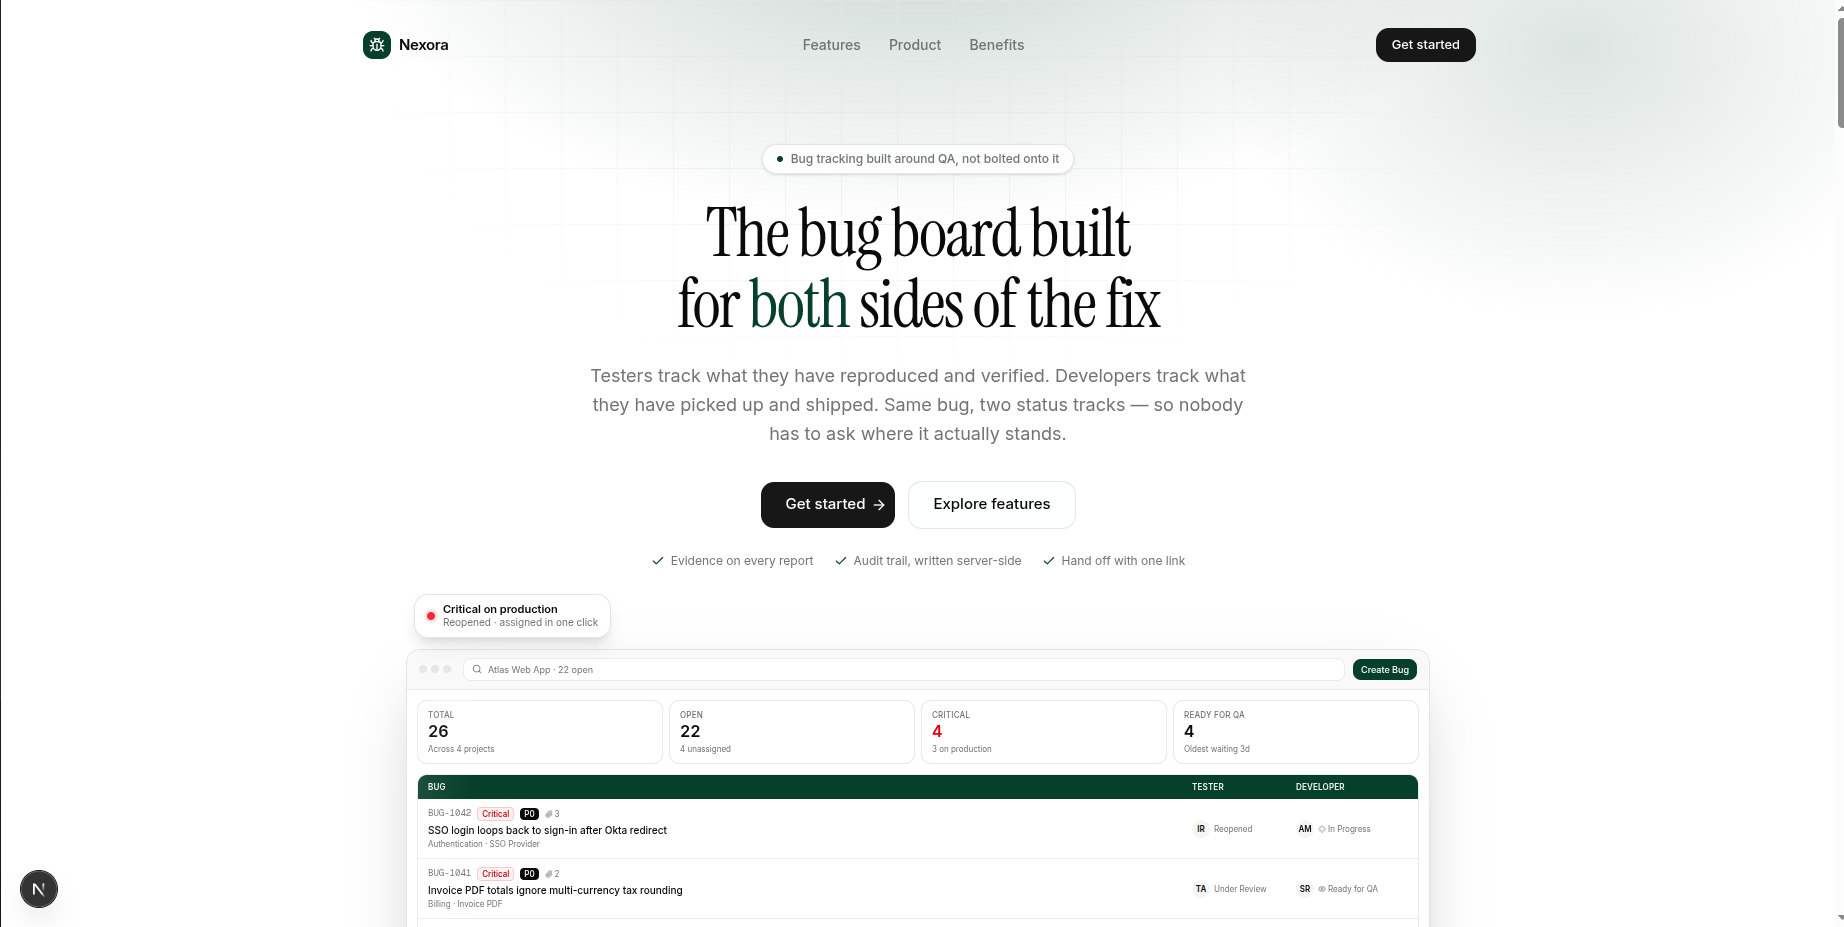 Nexora
Features
Product
Benefits
Get started
Bug tracking built around QA, not bolted onto it
The bug board built
for both sides of the fix
Testers track what they have reproduced and verified. Developers track what
they have picked up and shipped. Same bug, two status tracks — so nobody
has to ask where it actually stands.
Get started →
Explore features
Evidence on every report
Audit trail, written server-side
Hand off with one link
Critical on production
Reopened · assigned in one click
Atlas Web App · 22 open
Create Bug
TOTAL
26
Across 4 projects
OPEN
22
4 unassigned
CRITICAL
4
3 on production
READY FOR QA
4
Oldest waiting 3d
BUG
TESTER
DEVELOPER
BUG-1042 Critical P0 3
SSO login loops back to sign-in after Okta redirect
Authentication · SSO Provider
IR Reopened
AM In Progress
BUG-1041 Critical P0 2
Invoice PDF totals ignore multi-currency tax rounding
Billing · Invoice PDF
TA Under Review
SR Ready for QA
N